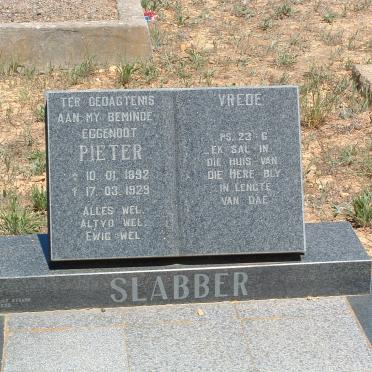 TER GEDAGTENIS
AAN MY BEMINDE
EGGENOOT
PIETER
* 10. 01. 1892
† 17. 03. 1929
ALLES WEL.
ALTYD WEL.
EWIG WEL
VREDE
PS. 23 : 6
EK SAL IN
DIE HUIS VAN
DIE HERE BLY
IN LENGTE
VAN DAE
SLABBER